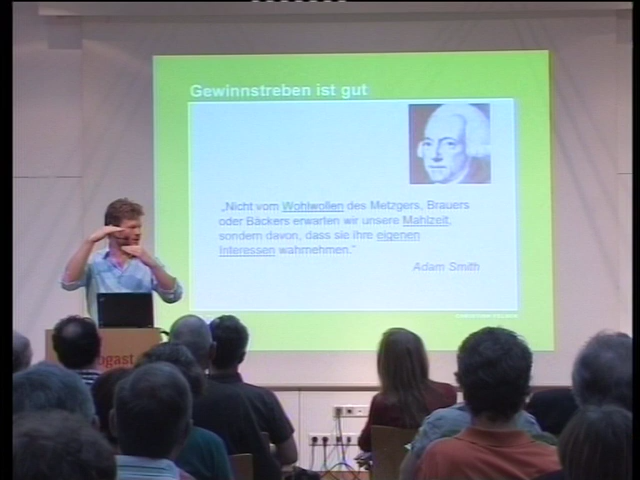 Gewinnstreben ist gut
„Nicht vom Wohlwollen des Metzgers, Brauers
oder Bäckers erwarten wir unsere Mahlzeit,
sondern davon, dass sie ihre eigenen
Interessen wahrnehmen.“
Adam Smith
ogast